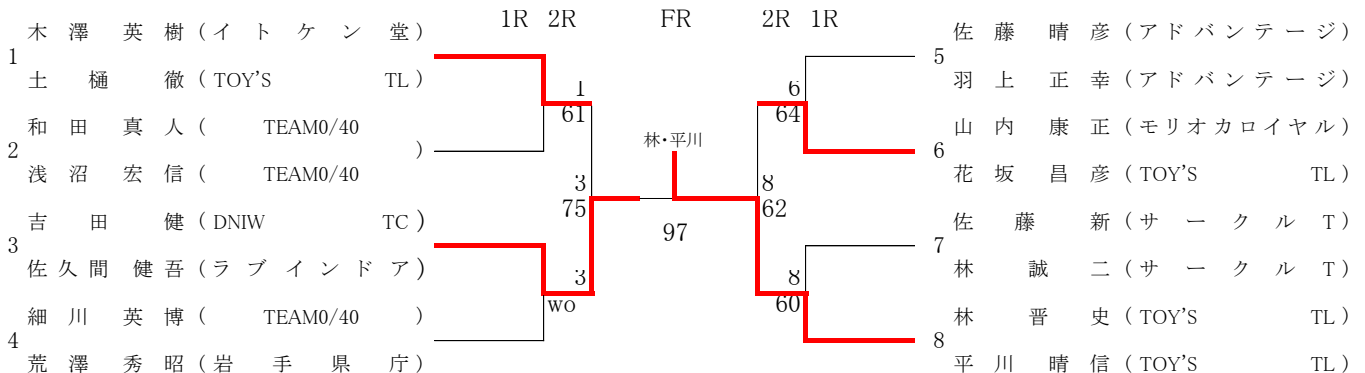 1R 2R FR 2R 1R
1
木澤 英樹 (イトケン堂)
土樋 徹 (TOY'S TL)
2
和田 真人 ( TEAM0/40
)
浅沼 宏信 ( TEAM0/40
3
吉田 健 (DNIW TC)
佐久間 健吾 (ラブインドア)
4
細川 英博 ( TEAM0/40 )
荒澤 秀昭 (岩手県庁)
1
61
3
75
3
wo
林・平川
97
6
64
8
62
8
60
佐藤 晴彦 (アドバンテージ)
5
羽上 正幸 (アドバンテージ)
山内 康正 (モリオカロイヤル)
6
花坂 昌彦 (TOY'S TL)
佐藤 新 (サークルT)
7
林 誠二 (サークルT)
林 晋史 (TOY'S TL)
8
平川 晴信 (TOY'S TL)